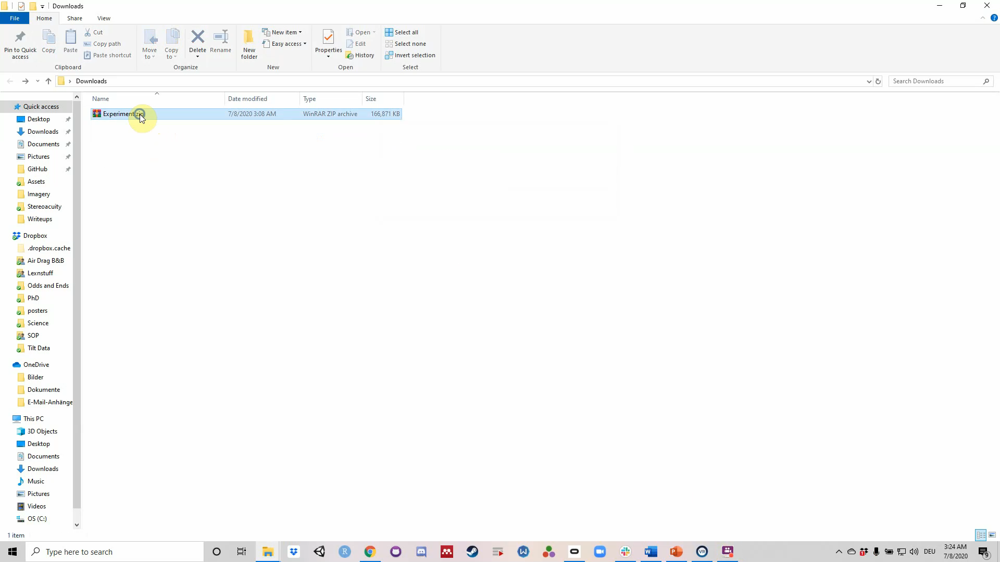 Downloads
File Home Share View
Pin to Quick access
Copy
Paste
Cut
Copy path
Paste shortcut
Clipboard
Move to
Copy to
Delete
Rename
Organize
New folder
New item
Easy access
New
Properties
Open
Edit
History
Open
Select all
Select none
Invert selection
Select
Downloads
Search Downloads
Name Date modified Type Size
Experiment.zip 7/8/2020 3:08 AM WinRAR ZIP archive 166,871 KB
Quick access
Desktop
Downloads
Documents
Pictures
GitHub
Assets
Imagery
Stereoacuity
Writeups
Dropbox
.dropbox.cache
Air Drag B&B
Lexnstuff
Odds and Ends
PhD
posters
Science
SOP
Tilt Data
OneDrive
Bilder
Dokumente
E-Mail-Anhänge
This PC
3D Objects
Desktop
Documents
Downloads
Music
Pictures
Videos
OS (C:)
1 item
Type here to search
DEU
3:24 AM
7/8/2020
9